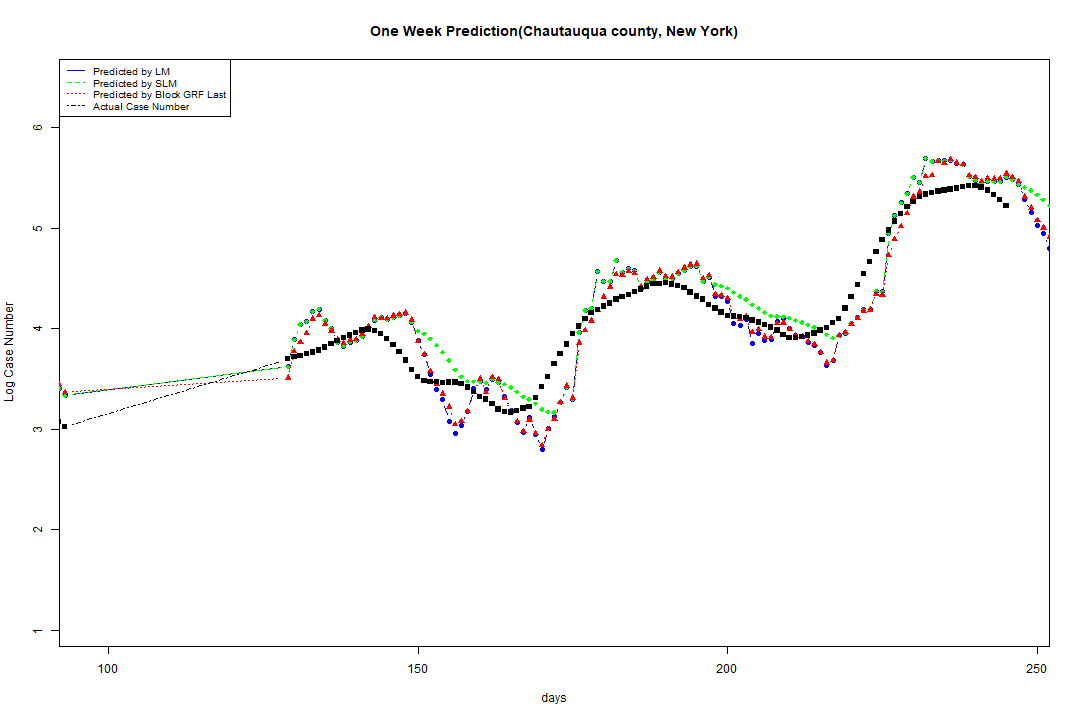 One Week Prediction(Chautauqua county, New York)
Predicted by LM
Predicted by SLM
Predicted by Block GRF Last
Actual Case Number
Log Case Number
6
5
4
3
2
1
100
150
200
250
days